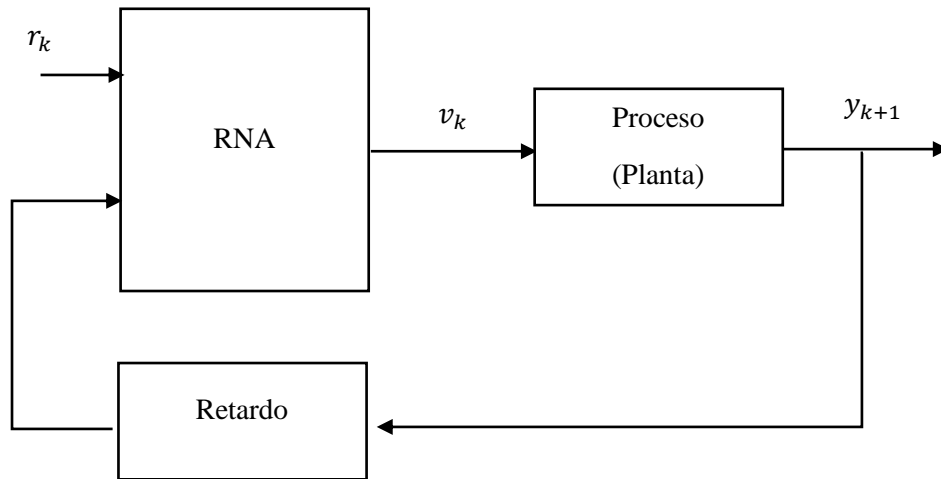 r_k
RNA
v_k
Proceso
(Planta)
y_{k+1}
Retardo